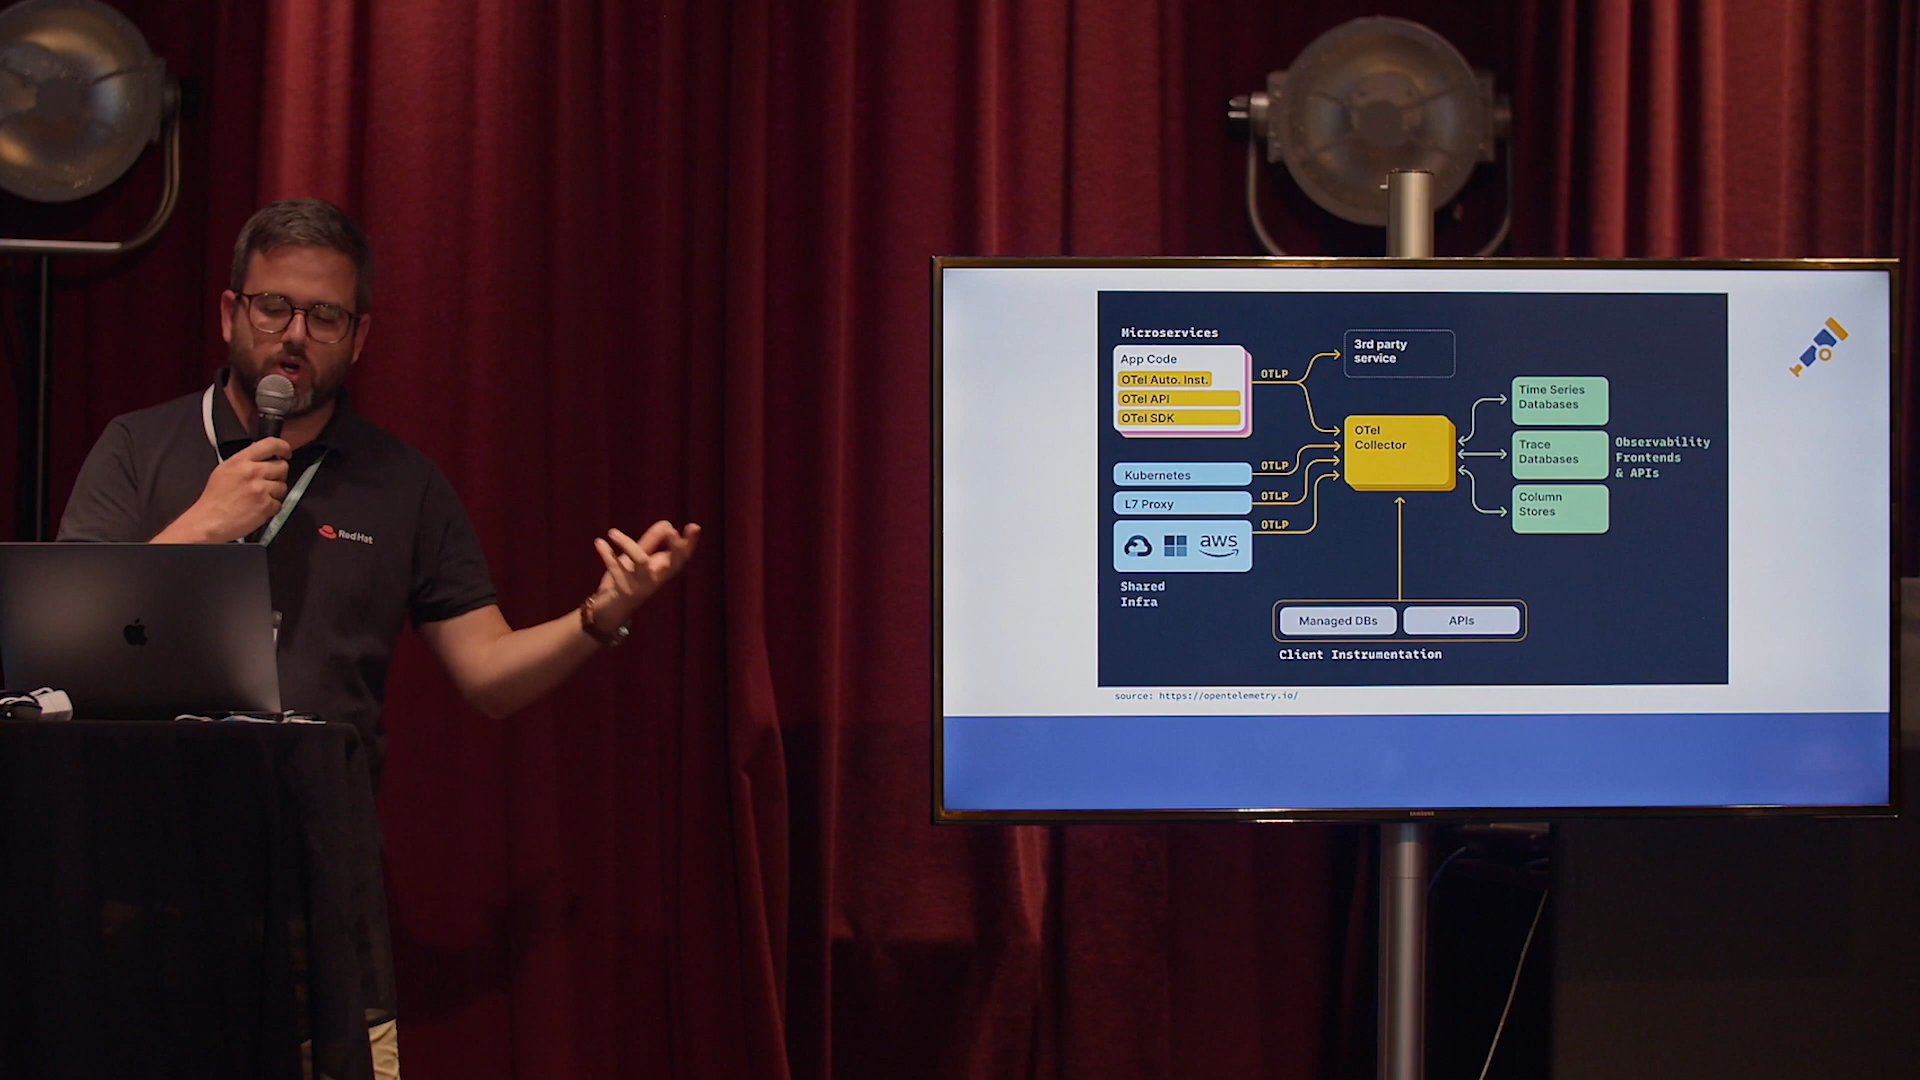 Red Hat
Microservices
App Code
OTel Auto. Inst.
OTel API
OTel SDK
OTLP
3rd party
service
OTel
Collector
Kubernetes
OTLP
L7 Proxy
OTLP
aws
OTLP
Shared
Infra
Time Series
Databases
Trace
Databases
Column
Stores
Observability
Frontends
& APIs
Managed DBs
APIs
Client Instrumentation
source: https://opentelemetry.io/
SAMSUNG